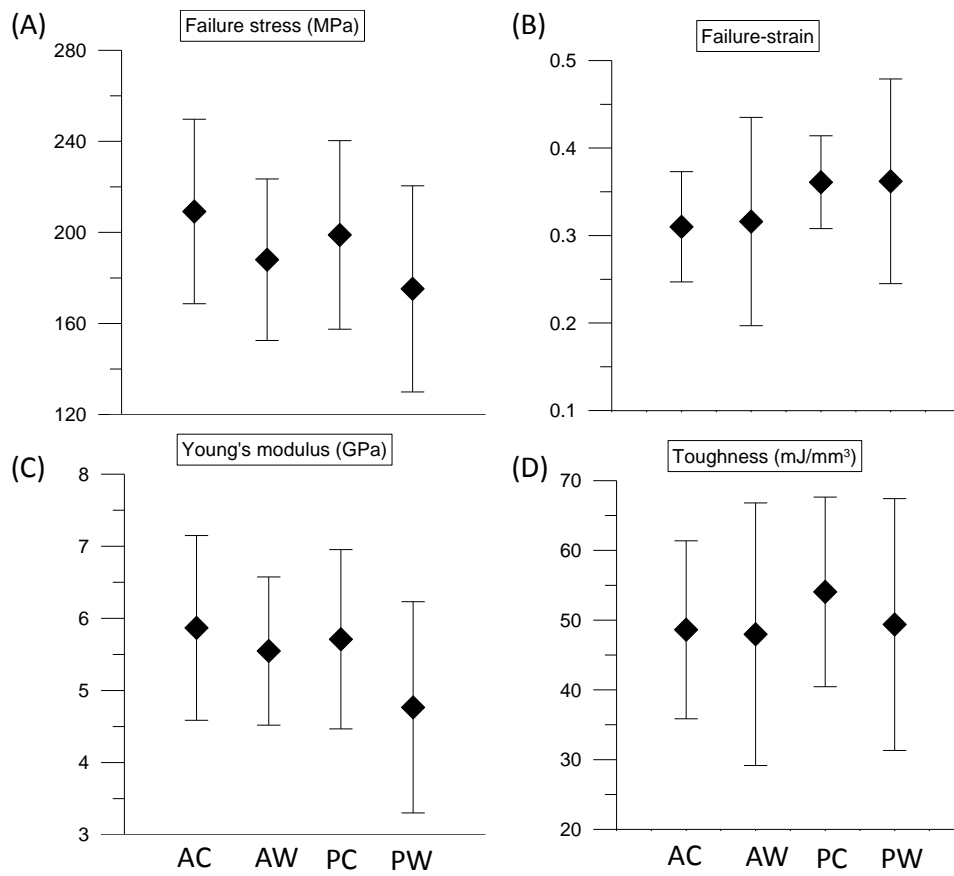 (A)
Failure stress (MPa)
280
240
200
160
120
(B)
Failure-strain
0.5
0.4
0.3
0.2
0.1
(C)
Young's modulus (GPa)
8
7
6
5
4
3
AC AW PC PW
(D)
Toughness (mJ/mm³)
70
60
50
40
30
20
AC AW PC PW